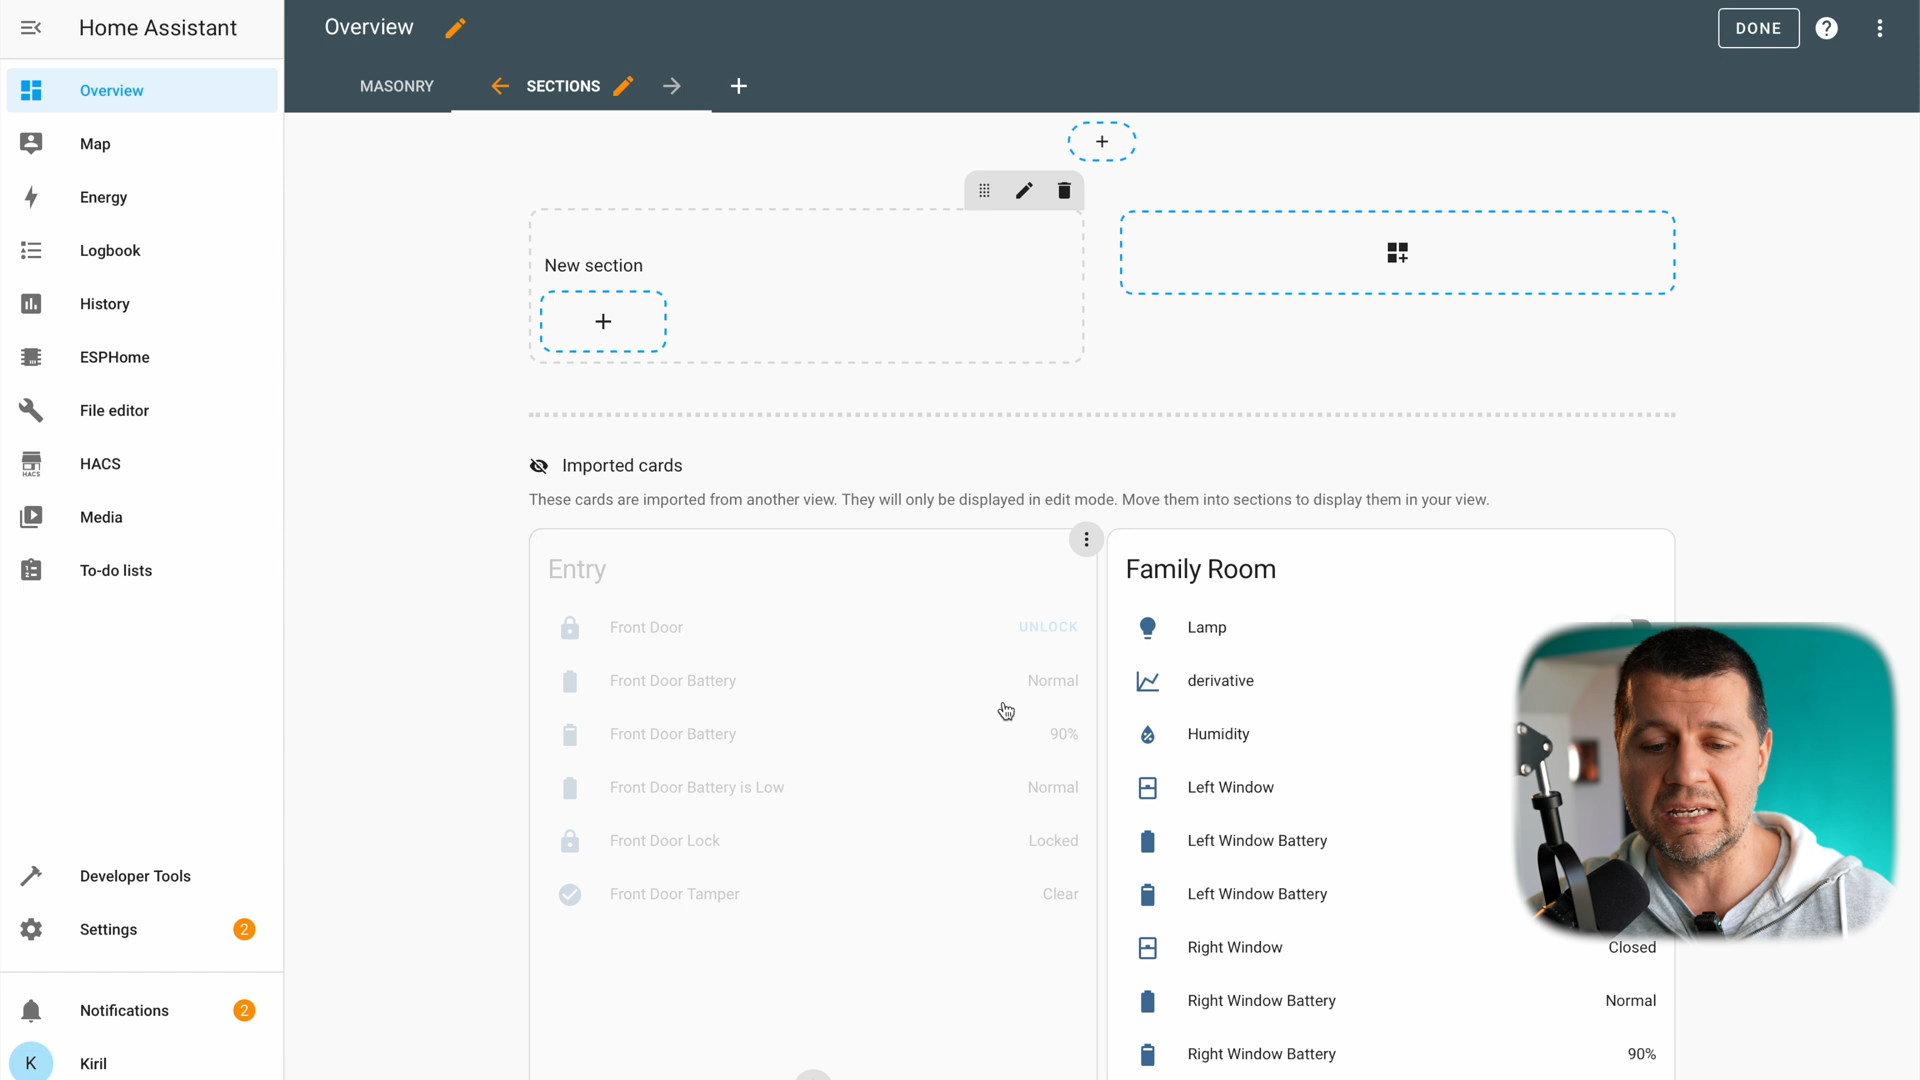 Home Assistant
Overview
DONE
MASONRY
SECTIONS
Overview
Map
Energy
Logbook
History
ESPHome
File editor
HACS
HACS
Media
To-do lists
Developer Tools
Settings
2
Notifications
2
K
Kiril
New section
Imported cards
These cards are imported from another view. They will only be displayed in edit mode. Move them into sections to display them in your view.
Entry
Front Door
UNLOCK
Front Door Battery
Normal
Front Door Battery
90%
Front Door Battery is Low
Normal
Front Door Lock
Locked
Front Door Tamper
Clear
Family Room
Lamp
derivative
Humidity
Left Window
Left Window Battery
Left Window Battery
Right Window
Closed
Right Window Battery
Normal
Right Window Battery
90%